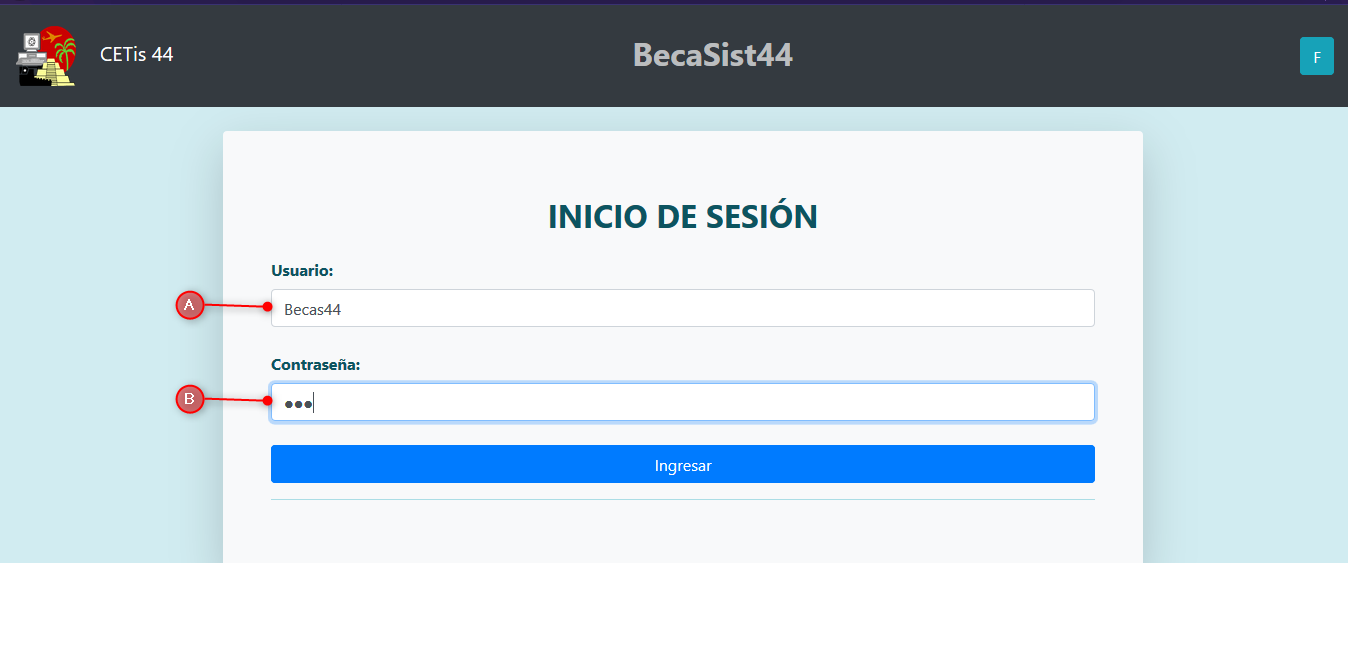 CETis 44
BecaSist44
F
INICIO DE SESIÓN
Usuario:
A
Becas44
Contraseña:
B
Ingresar